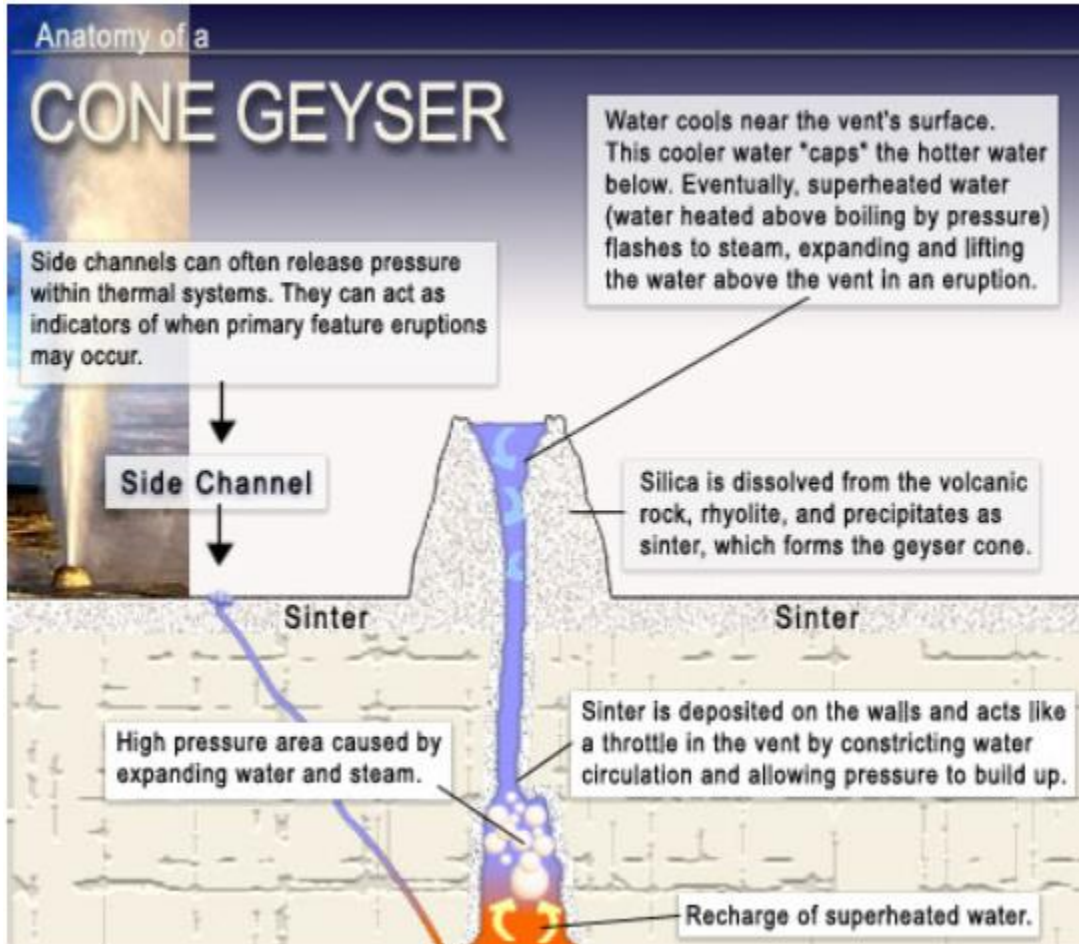 Anatomy of a
CONE GEYSER
Water cools near the vent's surface.
This cooler water "caps" the hotter water
below. Eventually, superheated water
(water heated above boiling by pressure)
flashes to steam, expanding and lifting
the water above the vent in an eruption.
Side channels can often release pressure
within thermal systems. They can act as
indicators of when primary feature eruptions
may occur.
Side Channel
Silica is dissolved from the volcanic
rock, rhyolite, and precipitates as
sinter, which forms the geyser cone.
Sinter
Sinter
Sinter is deposited on the walls and acts like
a throttle in the vent by constricting water
circulation and allowing pressure to build up.
High pressure area caused by
expanding water and steam.
Recharge of superheated water.